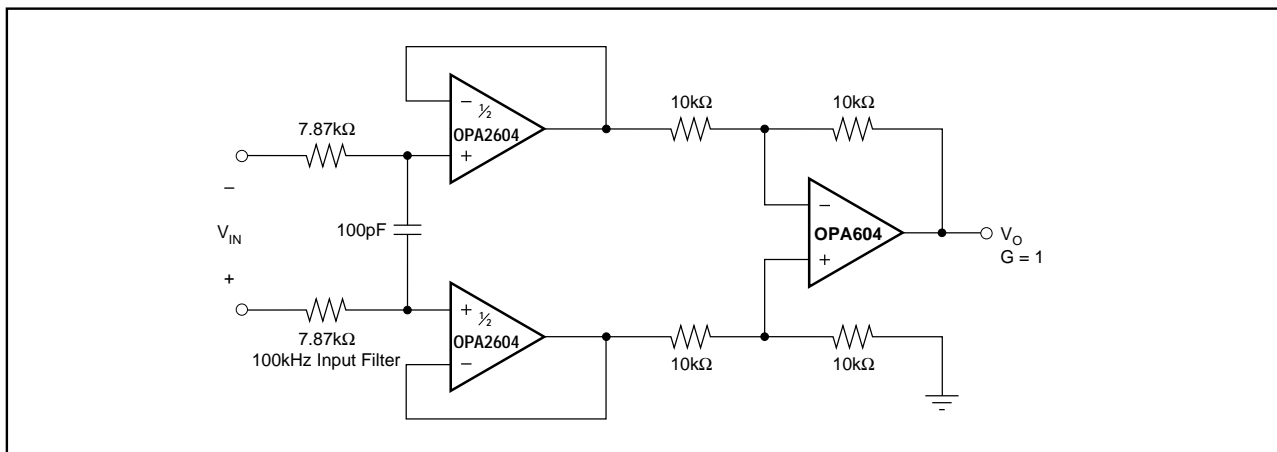 10kΩ
10kΩ
−
½
OPA2604
+
7.87kΩ
−
V_IN
+
100pF
−
OPA604
+
V_O
G = 1
+
½
OPA2604
−
7.87kΩ
100kHz Input Filter
10kΩ
10kΩ